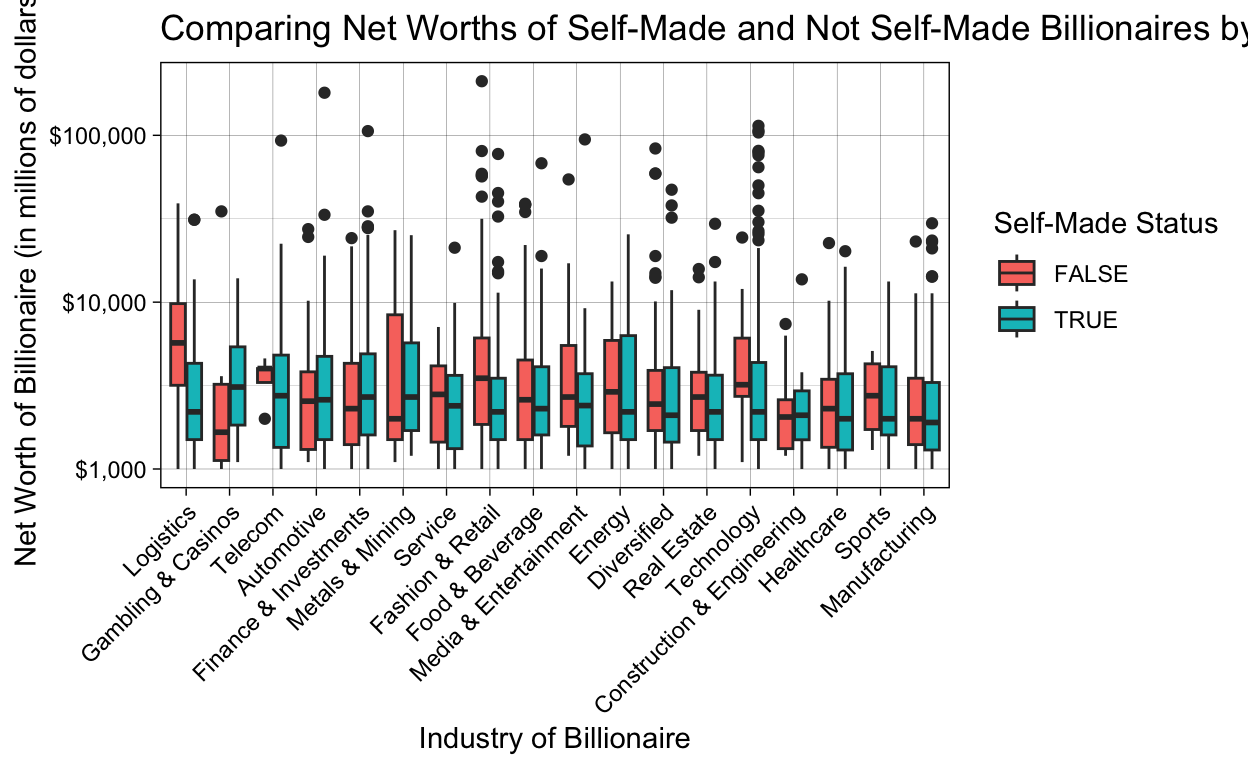 Comparing Net Worths of Self-Made and Not Self-Made Billionaires by
Net Worth of Billionaire (in millions of dollars
$100,000
$10,000
$1,000
Logistics
Gambling & Casinos
Telecom
Automotive
Finance & Investments
Metals & Mining
Service
Fashion & Retail
Food & Beverage
Media & Entertainment
Energy
Diversified
Real Estate
Technology
Construction & Engineering
Healthcare
Sports
Manufacturing
Industry of Billionaire
Self-Made Status
FALSE
TRUE